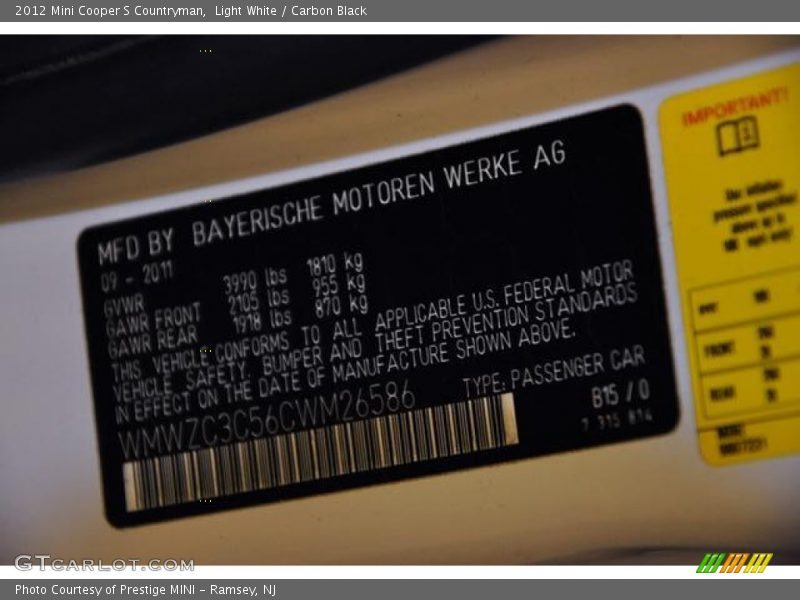 2012 Mini Cooper S Countryman,  Light White / Carbon Black
MFD BY BAYERISCHE MOTOREN WERKE AG
09 - 2011
GVWR 3990 lbs 1810 kg
GAWR FRONT 2105 lbs 955 kg
GAWR REAR 1918 lbs 870 kg
THIS VEHICLE CONFORMS TO ALL APPLICABLE U.S. FEDERAL MOTOR
VEHICLE SAFETY, BUMPER AND THEFT PREVENTION STANDARDS
IN EFFECT ON THE DATE OF MANUFACTURE SHOWN ABOVE.
WMWZC3C56CWM26586 TYPE: PASSENGER CAR
B15 / 0
7 315 814
IMPORTANT!
FRONT
REAR
GTCARLOT.COM
Photo Courtesy of Prestige MINI - Ramsey, NJ